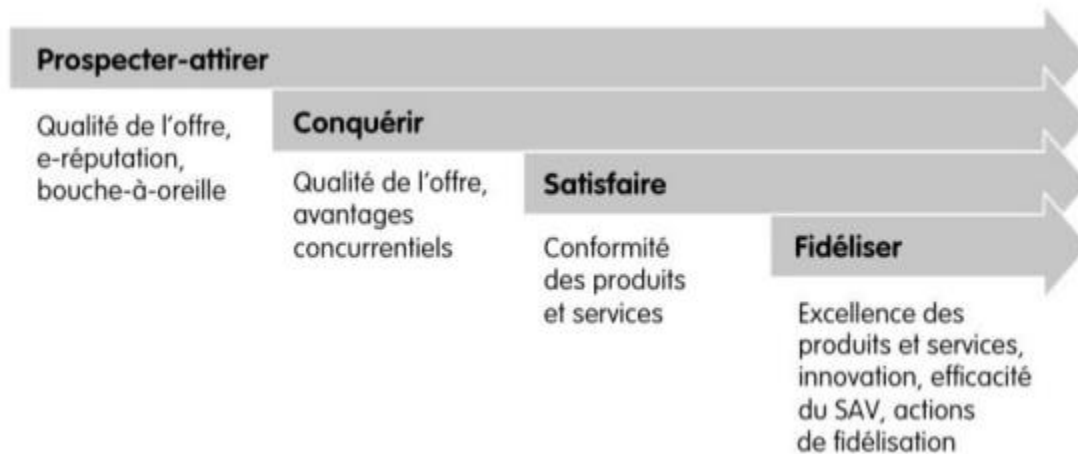 Prospecter-attirer
Qualité de l'offre,
e-réputation,
bouche-à-oreille
Conquérir
Qualité de l'offre,
avantages
concurrentiels
Satisfaire
Conformité
des produits
et services
Fidéliser
Excellence des
produits et services,
innovation, efficacité
du SAV, actions
de fidélisation